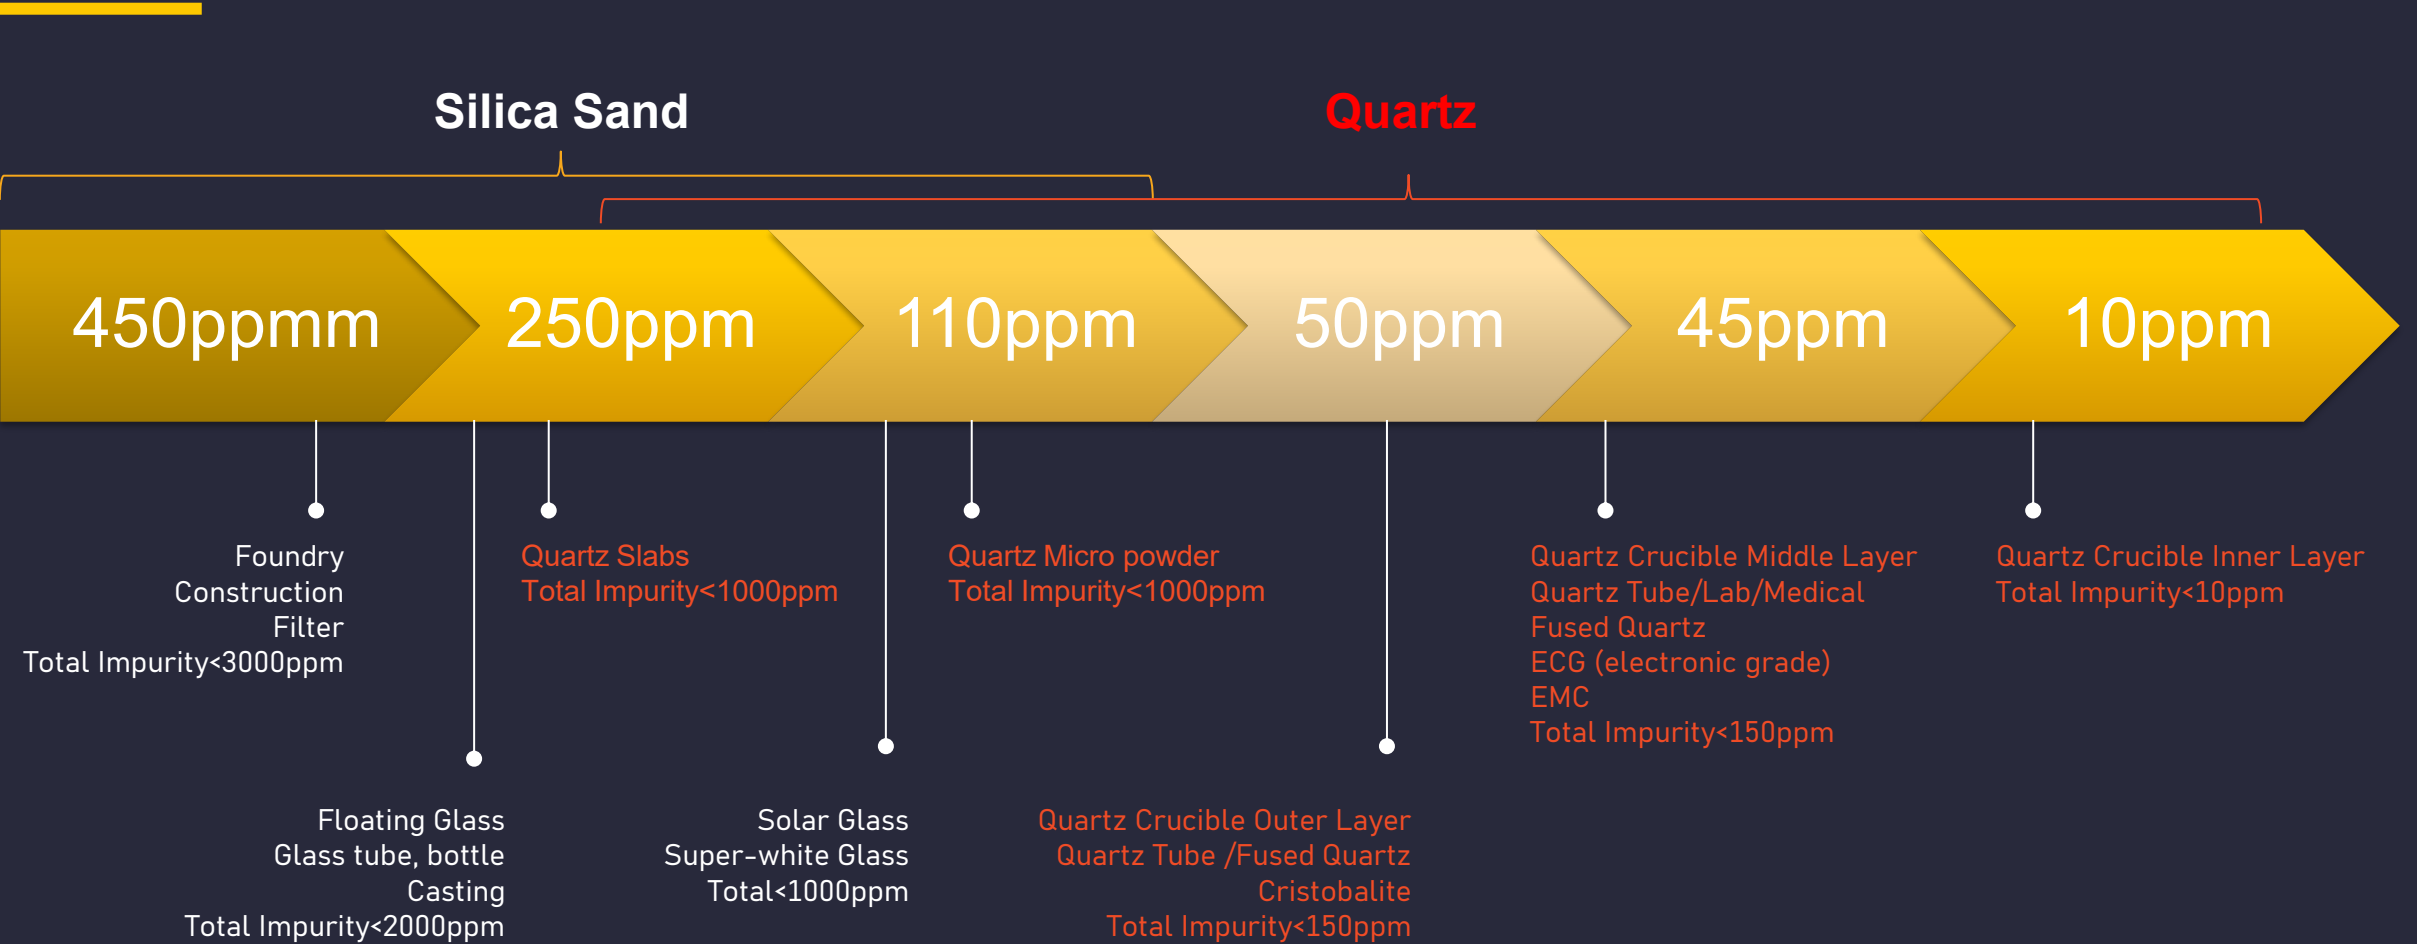 Silica Sand
Quartz
450ppmm
250ppm
110ppm
50ppm
45ppm
10ppm
Foundry
Construction
Filter
Total Impurity<3000ppm
Quartz Slabs
Total Impurity<1000ppm
Quartz Micro powder
Total Impurity<1000ppm
Quartz Crucible Middle Layer
Quartz Tube/Lab/Medical
Fused Quartz
ECG (electronic grade)
EMC
Total Impurity<150ppm
Quartz Crucible Inner Layer
Total Impurity<10ppm
Floating Glass
Glass tube, bottle
Casting
Total Impurity<2000ppm
Solar Glass
Super-white Glass
Total<1000ppm
Quartz Crucible Outer Layer
Quartz Tube /Fused Quartz
Cristobalite
Total Impurity<150ppm